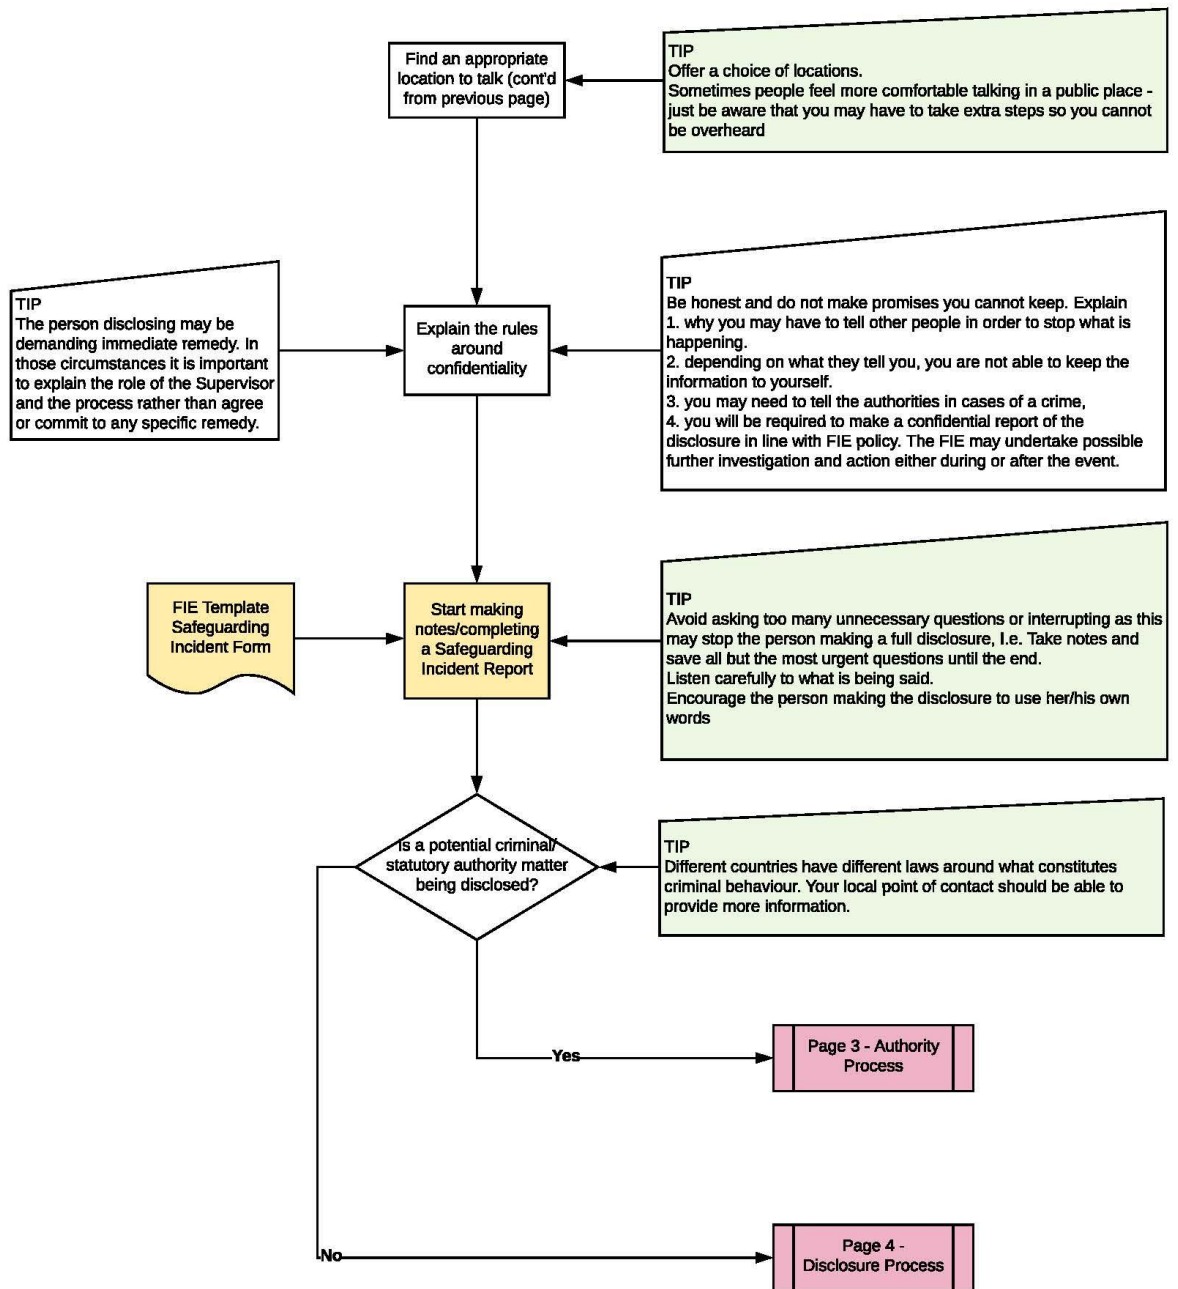 Find an appropriate
location to talk (cont'd
from previous page)
TIP
Offer a choice of locations.
Sometimes people feel more comfortable talking in a public place -
just be aware that you may have to take extra steps so you cannot
be overheard
TIP
The person disclosing may be
demanding immediate remedy. In
those circumstances it is important
to explain the role of the Supervisor
and the process rather than agree
or commit to any specific remedy.
Explain the rules
around
confidentiality
TIP
Be honest and do not make promises you cannot keep. Explain
1. why you may have to tell other people in order to stop what is
happening.
2. depending on what they tell you, you are not able to keep the
information to yourself.
3. you may need to tell the authorities in cases of a crime,
4. you will be required to make a confidential report of the
disclosure in line with FIE policy. The FIE may undertake possible
further investigation and action either during or after the event.
FIE Template
Safeguarding
Incident Form
Start making
notes/completing
a Safeguarding
Incident Report
TIP
Avoid asking too many unnecessary questions or interrupting as this
may stop the person making a full disclosure, I.e. Take notes and
save all but the most urgent questions until the end.
Listen carefully to what is being said.
Encourage the person making the disclosure to use her/his own
words
Is a potential criminal/
statutory authority matter
being disclosed?
TIP
Different countries have different laws around what constitutes
criminal behaviour. Your local point of contact should be able to
provide more information.
Yes
Page 3 - Authority
Process
No
Page 4 -
Disclosure Process